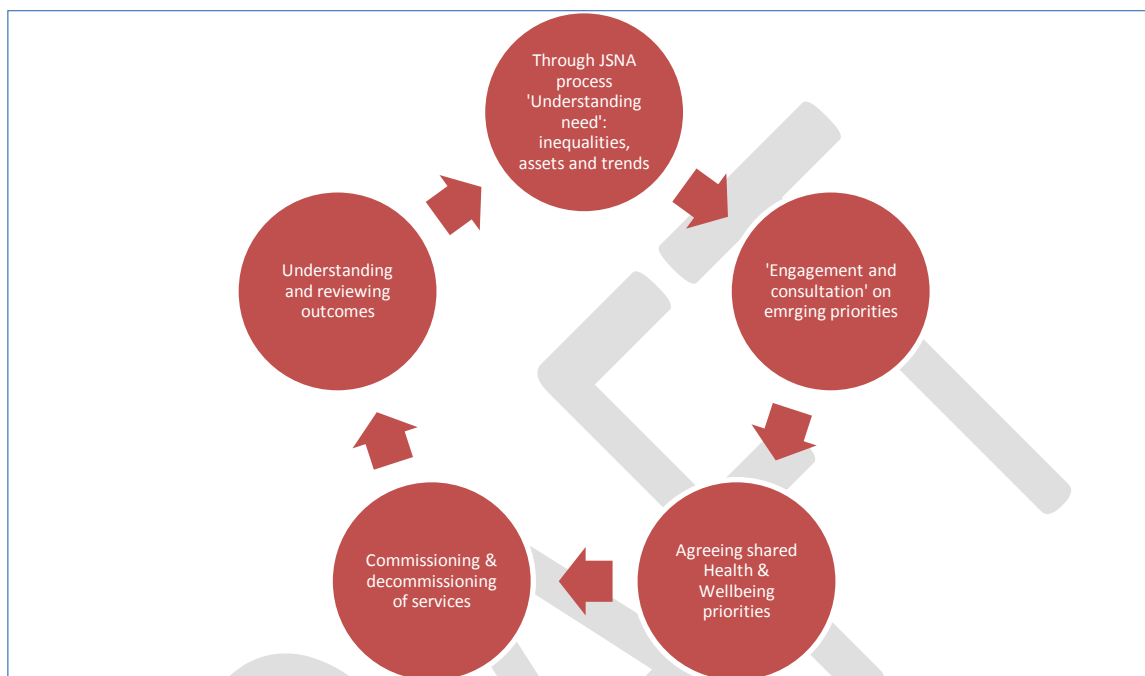 Through JSNA
process
'Understanding
need':
inequalities,
assets and trends
'Engagement and
consultation' on
emrging priorities
Agreeing shared
Health &
Wellbeing
priorities
Commissioning &
decommissioning
of services
Understanding
and reviewing
outcomes